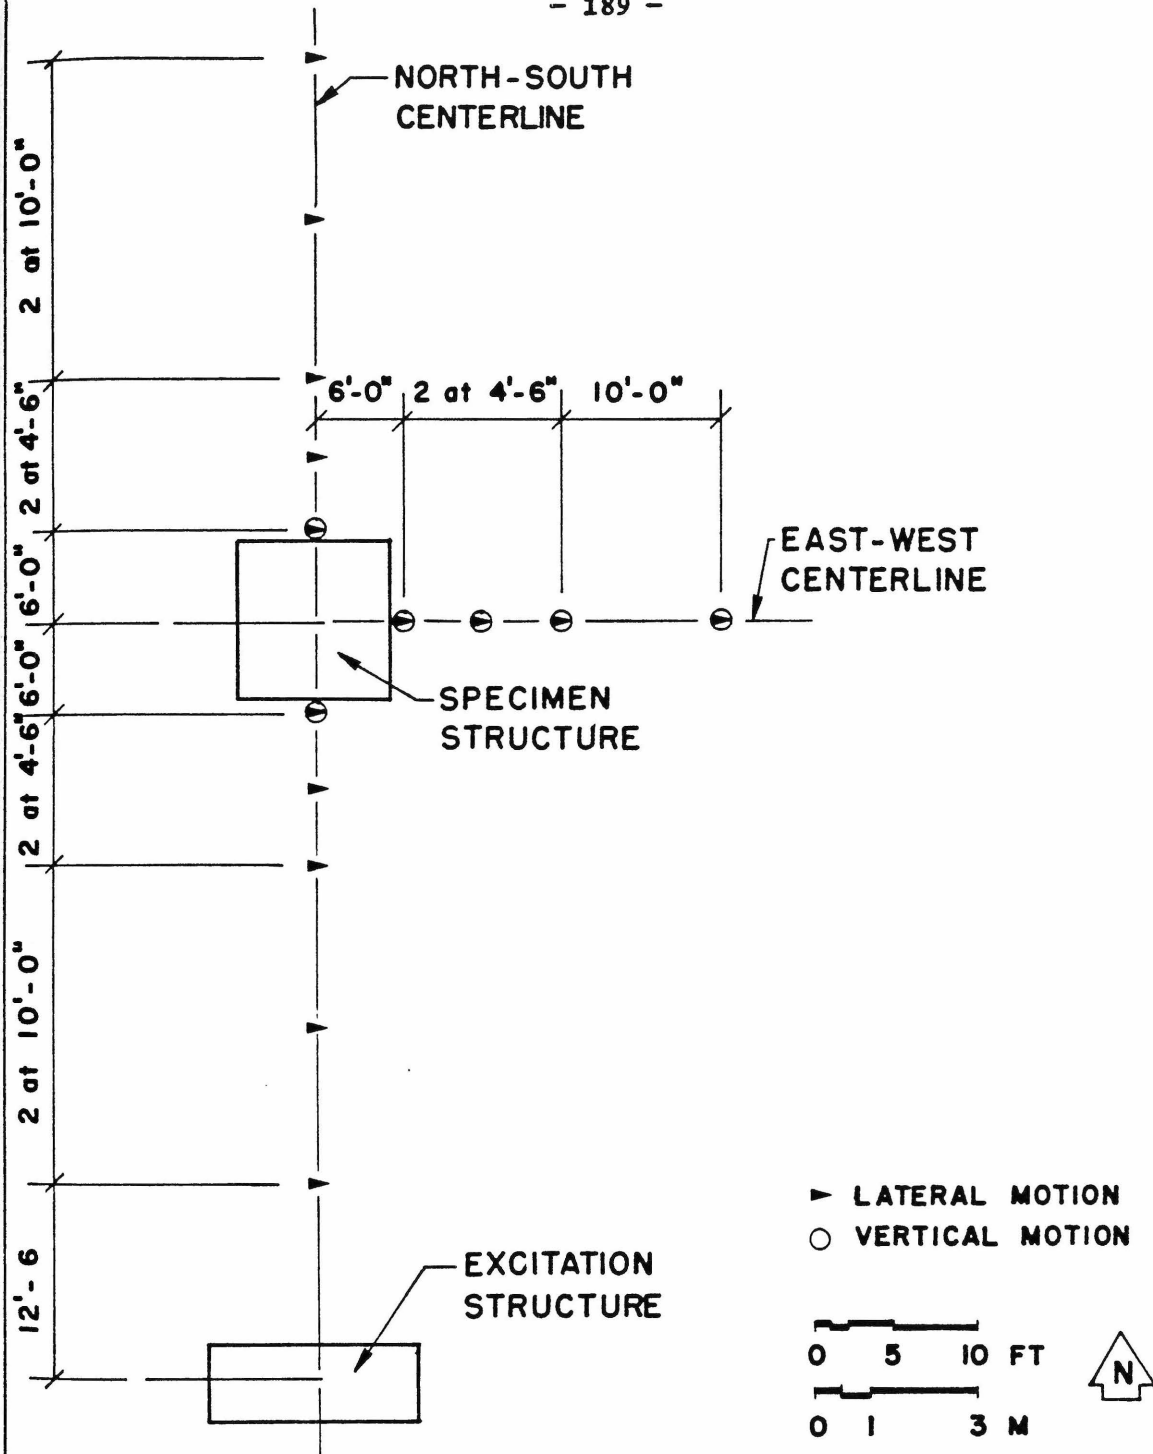 - 189 -
NORTH-SOUTH
CENTERLINE
2 at 10'-0"
2 at 4'-6"
6'-0"
6'-0"
2 at 4'-6"
2 at 10'-0"
12'-6
6'-0"
2 at 4'-6"
10'-0"
EAST-WEST
CENTERLINE
SPECIMEN
STRUCTURE
EXCITATION
STRUCTURE
LATERAL MOTION
VERTICAL MOTION
0 5 10 FT
0 1 3 M
N